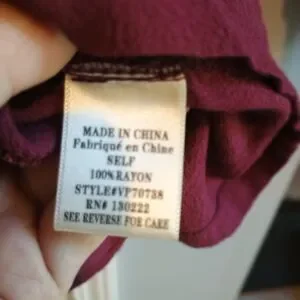 MADE IN CHINA
Fabriqué en Chine
SELF
100%RAYON
STYLE#VP70738
RN# 130222
SEE REVERSE FOR CARE